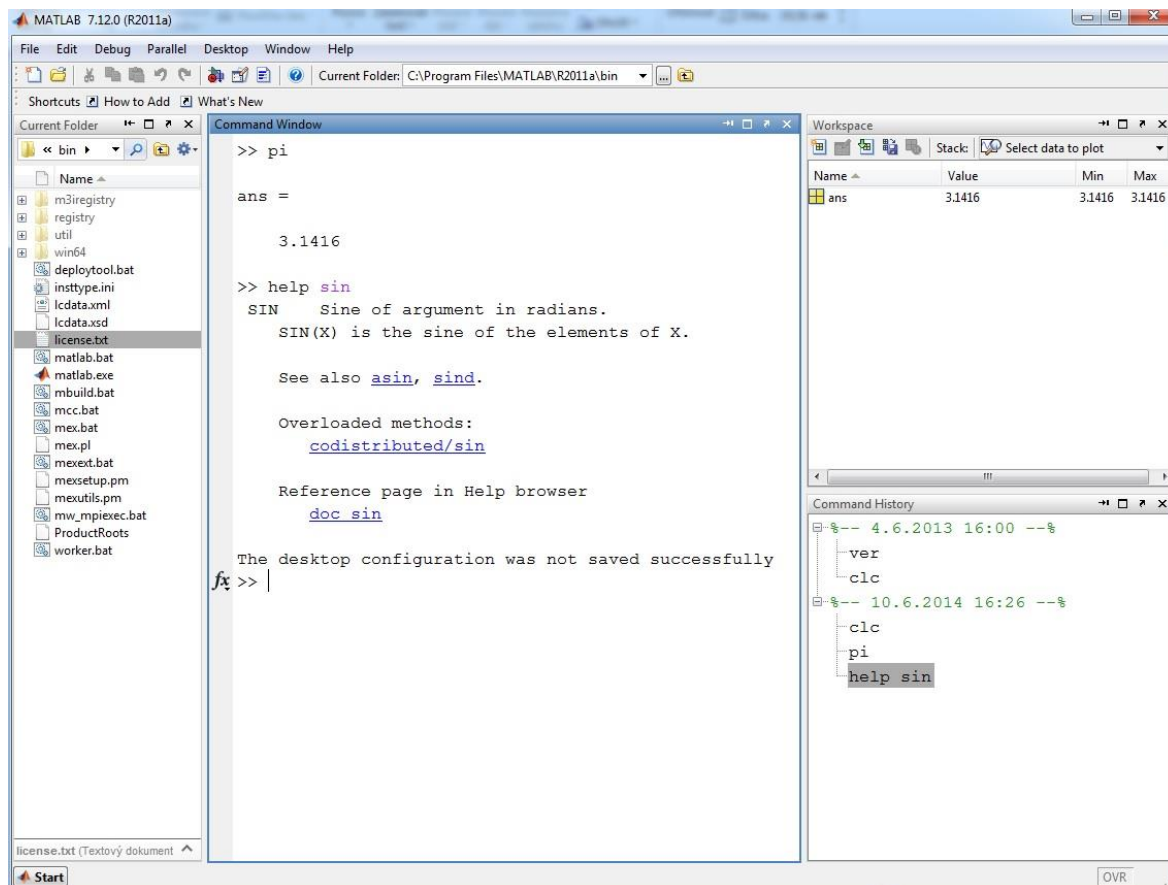 MATLAB 7.12.0 (R2011a)
File Edit Debug Parallel Desktop Window Help
Current Folder: C:\Program Files\MATLAB\R2011a\bin
Shortcuts How to Add What's New
Current Folder
« bin
Name
m3iregistry
registry
util
win64
deploytool.bat
insttype.ini
lcdata.xml
lcdata.xsd
license.txt
matlab.bat
matlab.exe
mbuild.bat
mcc.bat
mex.bat
mex.pl
mexext.bat
mexsetup.pm
mexutils.pm
mw_mpiexec.bat
ProductRoots
worker.bat
license.txt (Textový dokument
Command Window
>> pi
ans =
3.1416
>> help sin
SIN Sine of argument in radians.
SIN(X) is the sine of the elements of X.
See also asin, sind.
Overloaded methods:
codistributed/sin
Reference page in Help browser
doc sin
The desktop configuration was not saved successfully
fx >>
Workspace
Stack: Select data to plot
Name Value Min Max
ans 3.1416 3.1416 3.1416
Command History
%-- 4.6.2013 16:00 --%
ver
clc
%-- 10.6.2014 16:26 --%
clc
pi
help sin
Start
OVR